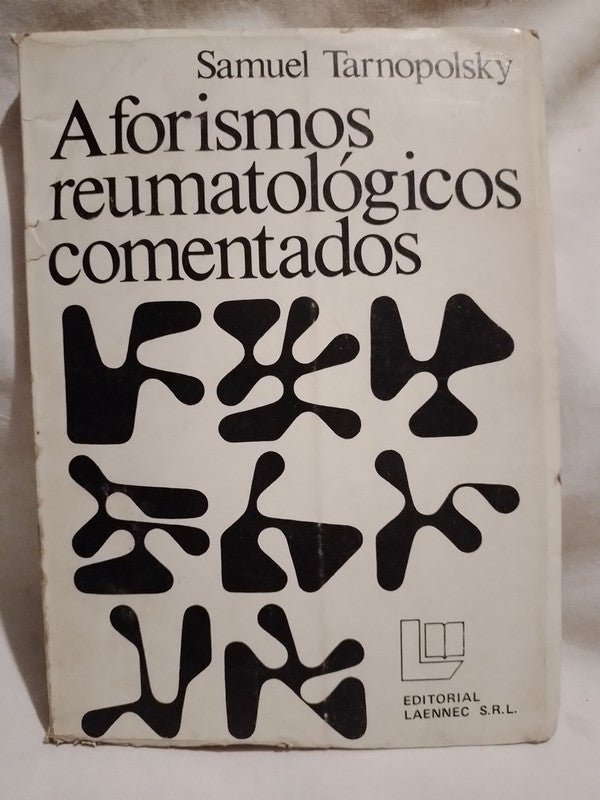 Samuel Tarnopolsky
Aforismos
reumatológicos
comentados
EDITORIAL
LAENNEC S.R.L.